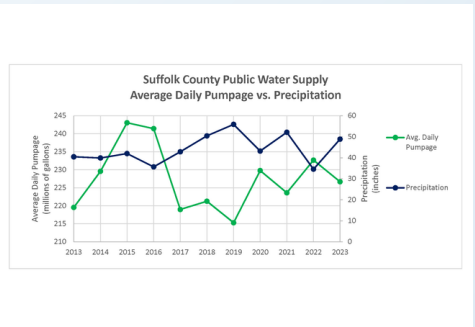 Suffolk County Public Water Supply
Average Daily Pumpage vs. Precipitation
Average Daily Pumpage
(millions of gallons)
245
240
235
230
225
220
215
210
60
50
40
30
20
10
0
Precipitation
(inches)
2013 2014 2015 2016 2017 2018 2019 2020 2021 2022 2023
Avg. Daily
Pumpage
Precipitation